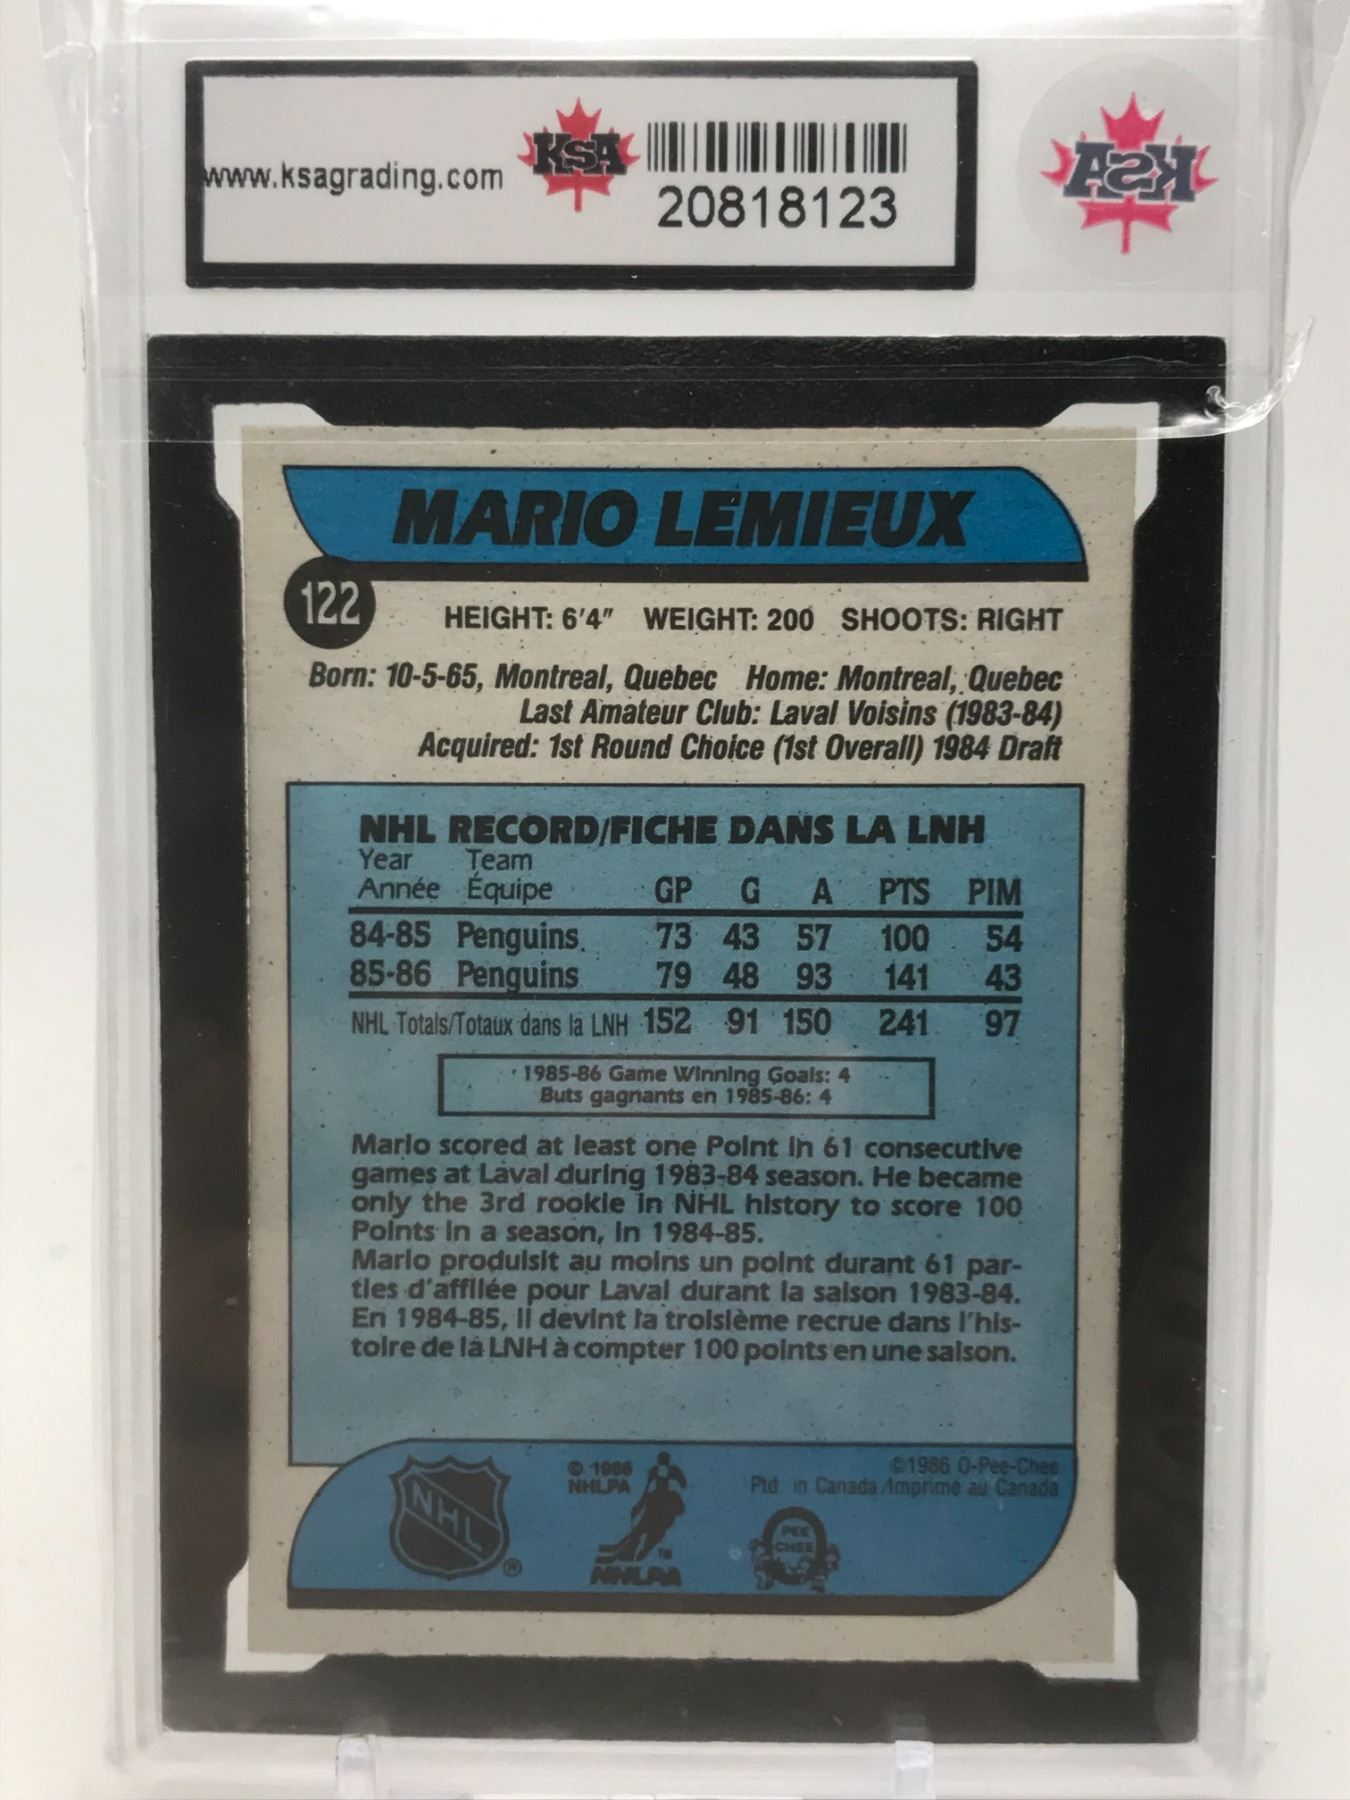 www.ksagrading.com
KSA
20818123
KSA
MARIO LEMIEUX
122
HEIGHT: 6'4" WEIGHT: 200 SHOOTS: RIGHT
Born: 10-5-65, Montreal, Quebec Home: Montreal, Quebec
Last Amateur Club: Laval Voisins (1983-84)
Acquired: 1st Round Choice (1st Overall) 1984 Draft
NHL RECORD/FICHE DANS LA LNH
Year Team
Année Équipe GP G A PTS PIM
84-85 Penguins 73 43 57 100 54
85-86 Penguins 79 48 93 141 43
NHL Totals/Totaux dans la LNH 152 91 150 241 97
1985-86 Game Winning Goals: 4
Buts gagnants en 1985-86: 4
Mario scored at least one Point in 61 consecutive
games at Laval during 1983-84 season. He became
only the 3rd rookie in NHL history to score 100
Points in a season, in 1984-85.
Mario produisit au moins un point durant 61 par-
ties d'affilée pour Laval durant la saison 1983-84.
En 1984-85, il devint la troisième recrue dans l'his-
toire de la LNH à compter 100 points en une saison.
NHL
®
© 1986
NHLPA
TM
NHLPA
©1986 O-Pee-Chee
Ptd. in Canada/Imprimé au Canada
PEE
CHEE